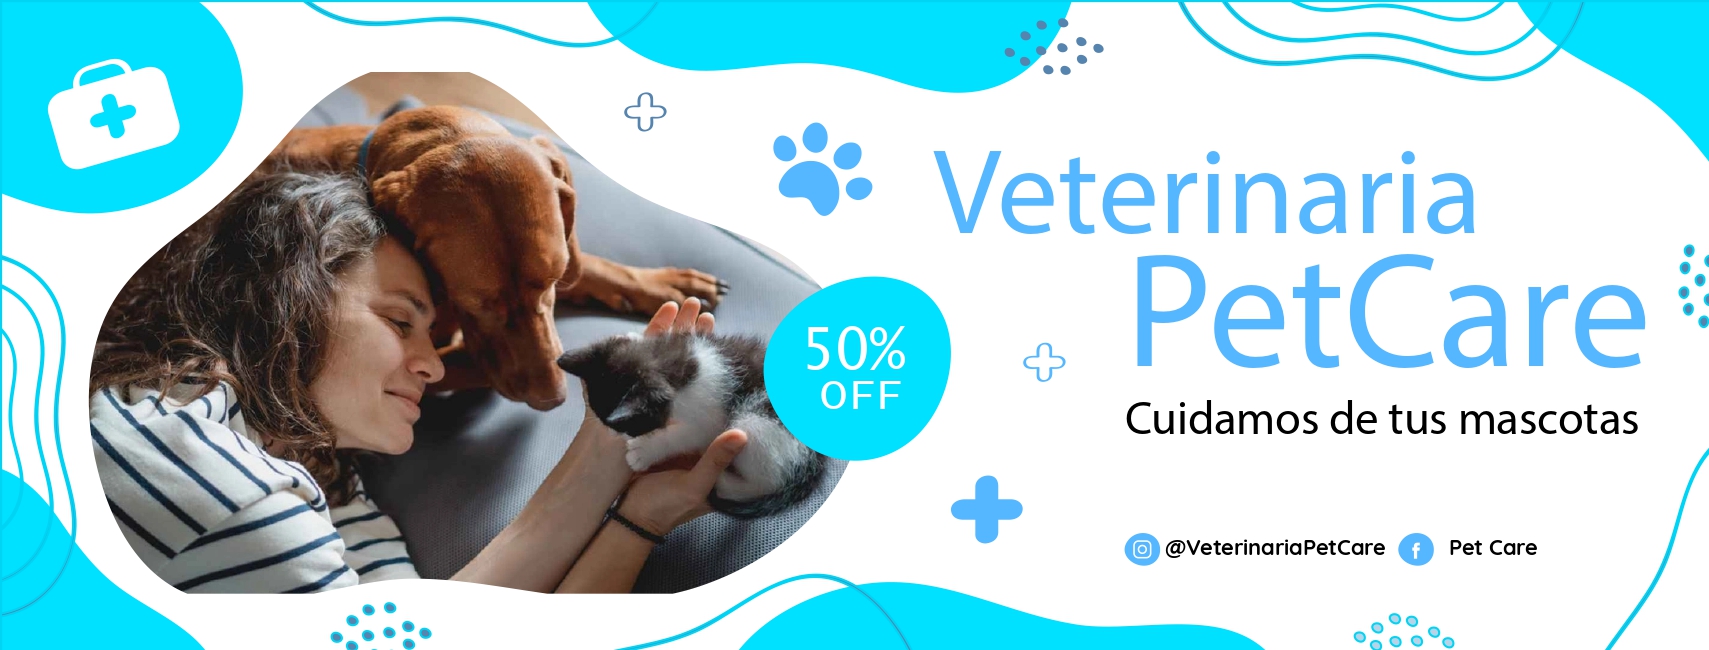 Veterinaria
PetCare
50%
OFF
Cuidamos de tus mascotas
@VeterinariaPetCare
Pet Care